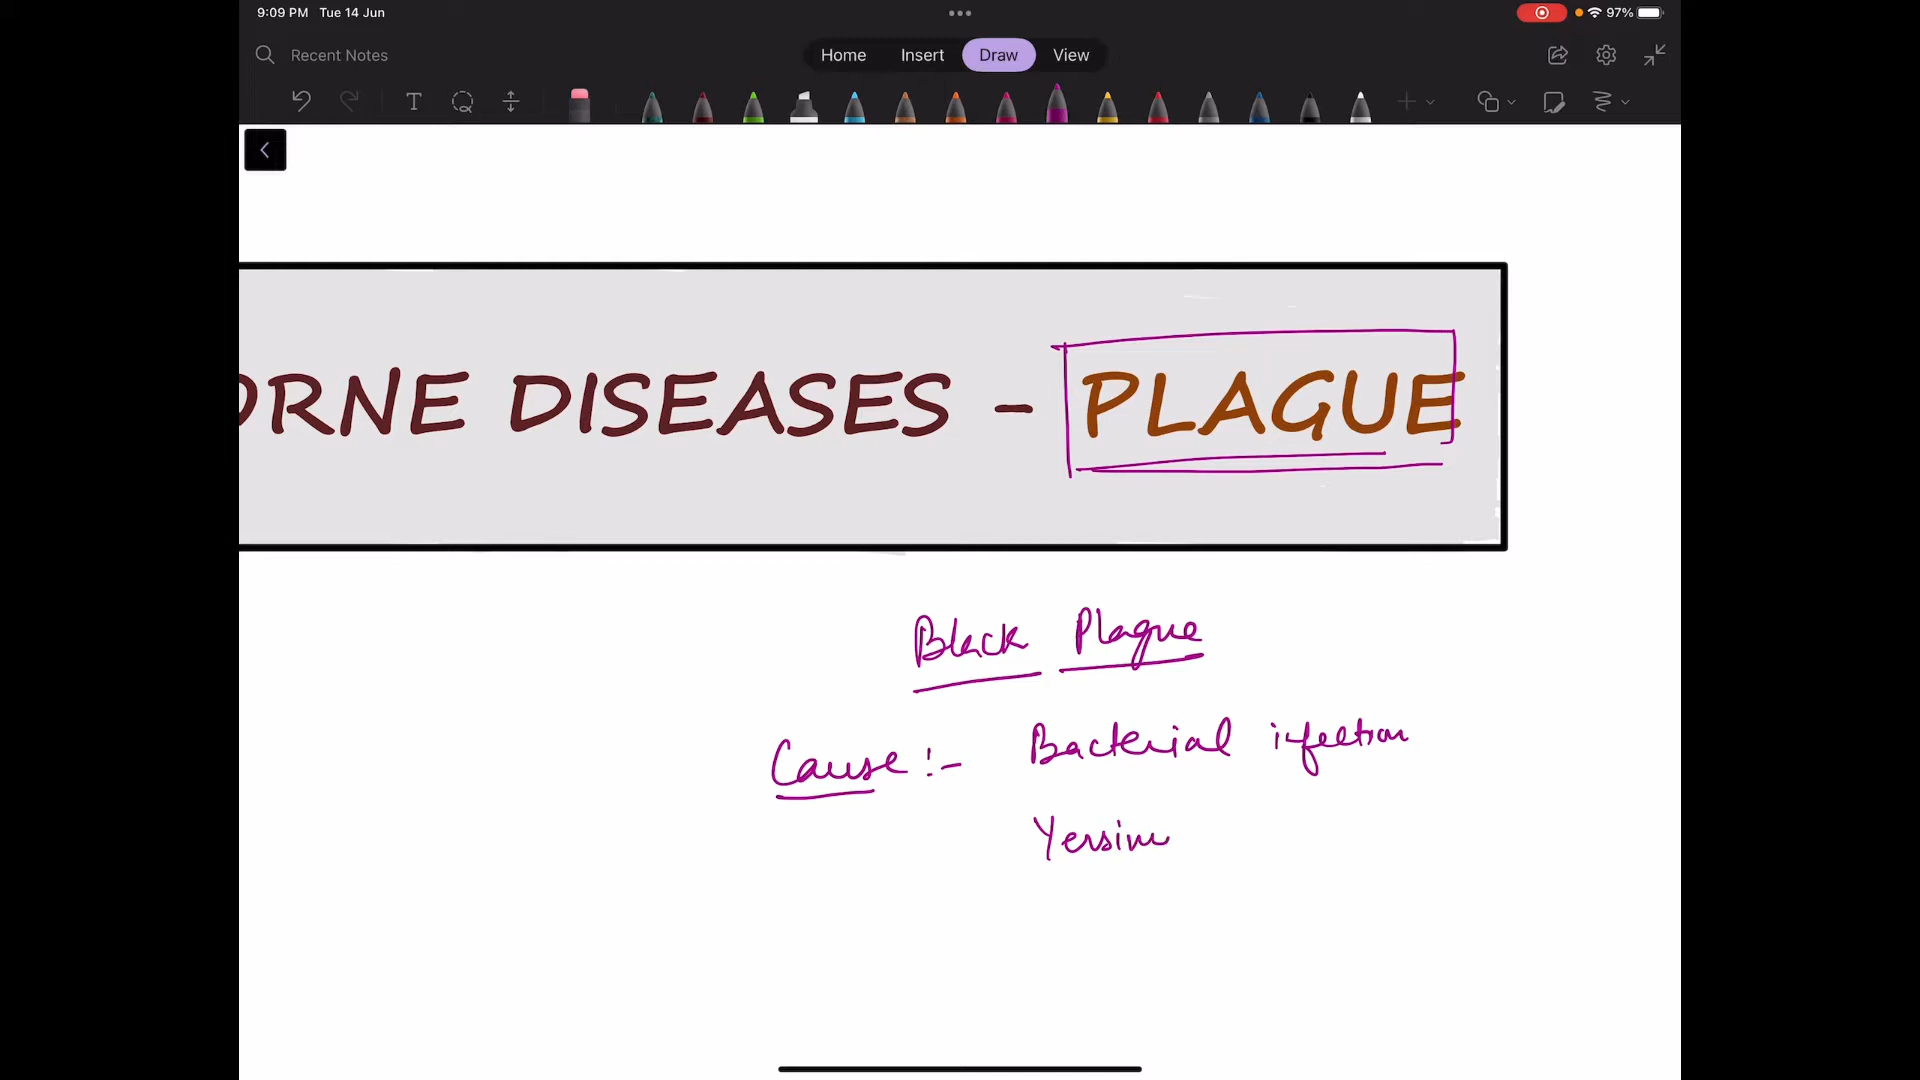 9:09 PM Tue 14 Jun
97%
Recent Notes
Home Insert Draw View
ORNE DISEASES - PLAGUE
Black Plague
Cause :- Bacterial infection
Yersin